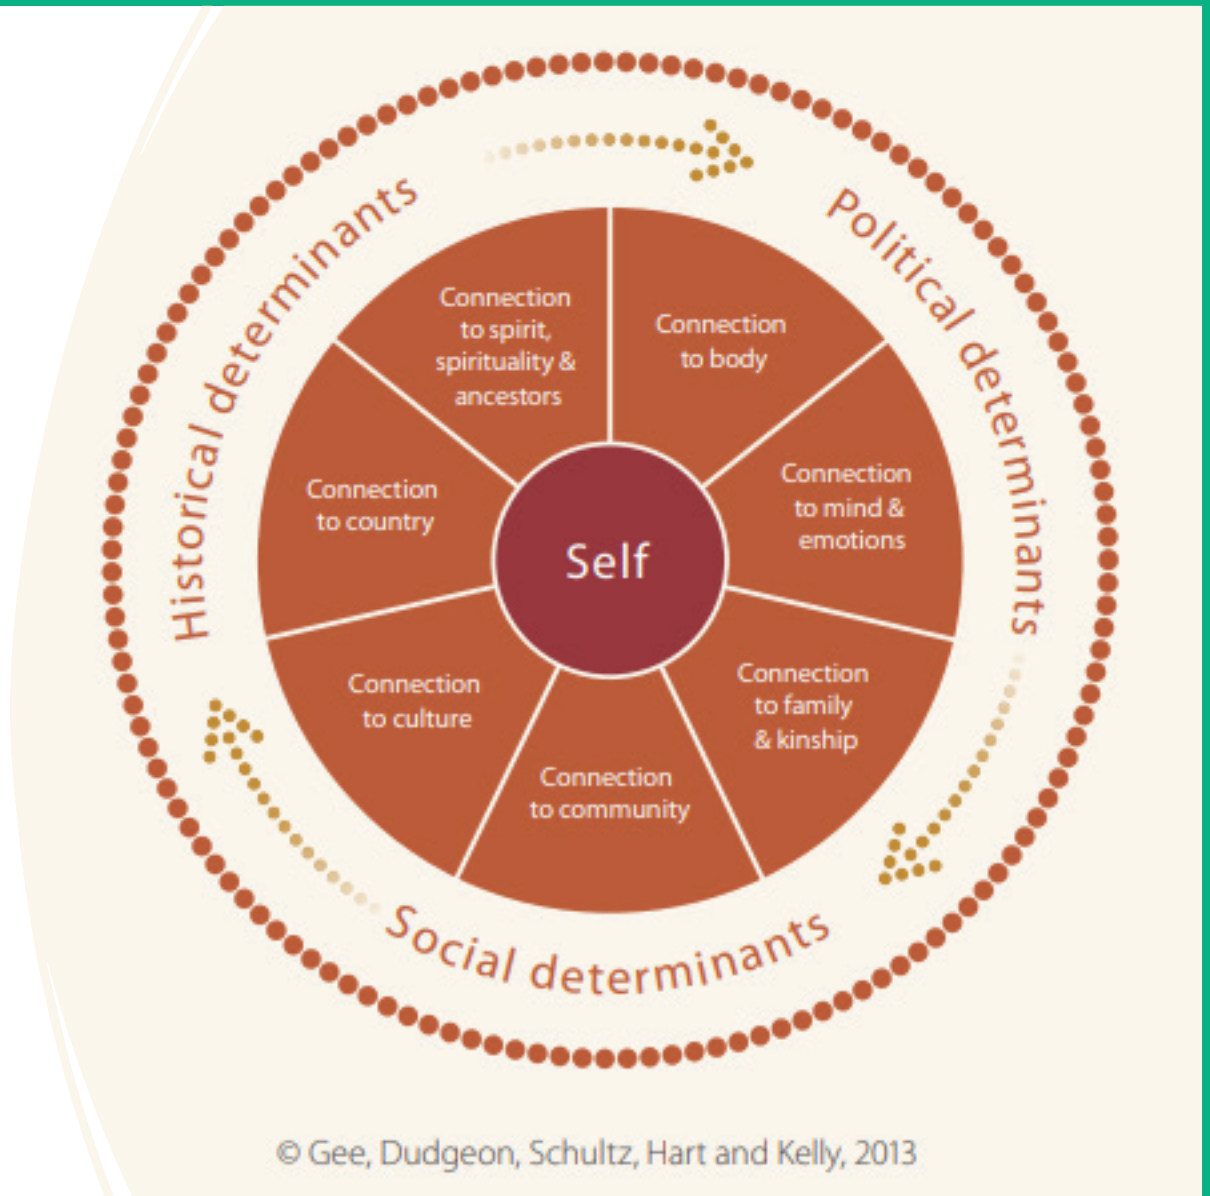 Historical determinants
Political determinants
Connection
to spirit,
spirituality &
ancestors
Connection
to body
Connection
to mind &
emotions
Connection
to country
Self
Connection
to family
& kinship
Connection
to culture
Connection
to community
Social determinants
© Gee, Dudgeon, Schultz, Hart and Kelly, 2013